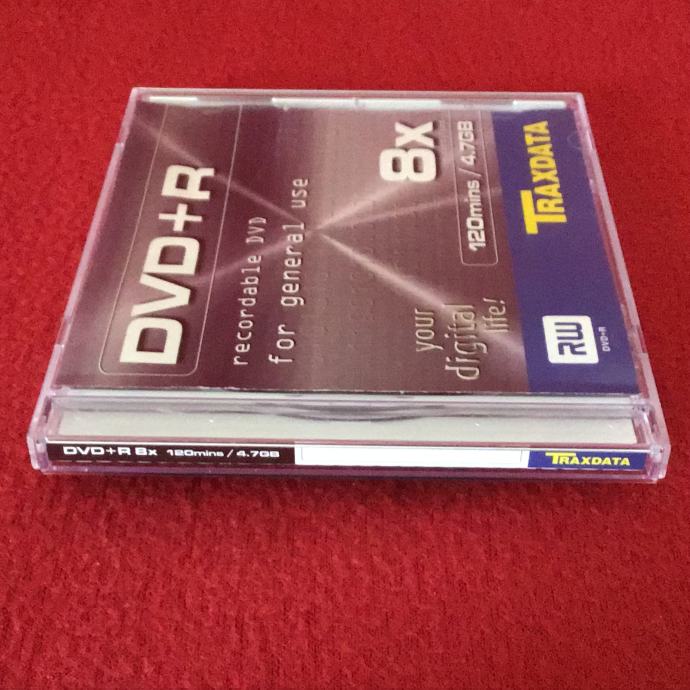 DVD+R
recordable DVD
for general use
8x
120mins / 4.7GB
your
digital
life!
TRAXDATA
RW
DVD+R
DVD+R 8x 120mins / 4.7GB
TRAXDATA